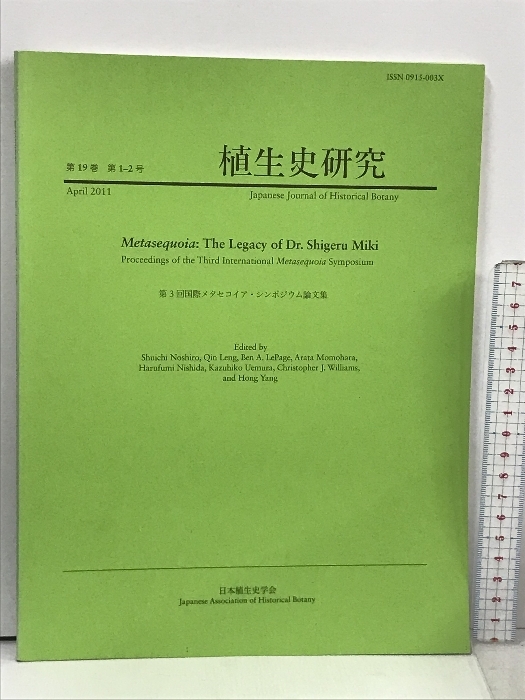 ISSN 0915-003X
第19巻 第1-2号
植生史研究
April 2011
Japanese Journal of Historical Botany
Metasequoia: The Legacy of Dr. Shigeru Miki
Proceedings of the Third International Metasequoia Symposium
第3回国際メタセコイア・シンポジウム論文集
Edited by
Shuichi Noshiro, Qin Leng, Ben A. LePage, Arata Momohara,
Harufumi Nishida, Kazuhiko Uemura, Christopher J. Williams,
and Hong Yang
日本植生史学会
Japanese Association of Historical Botany